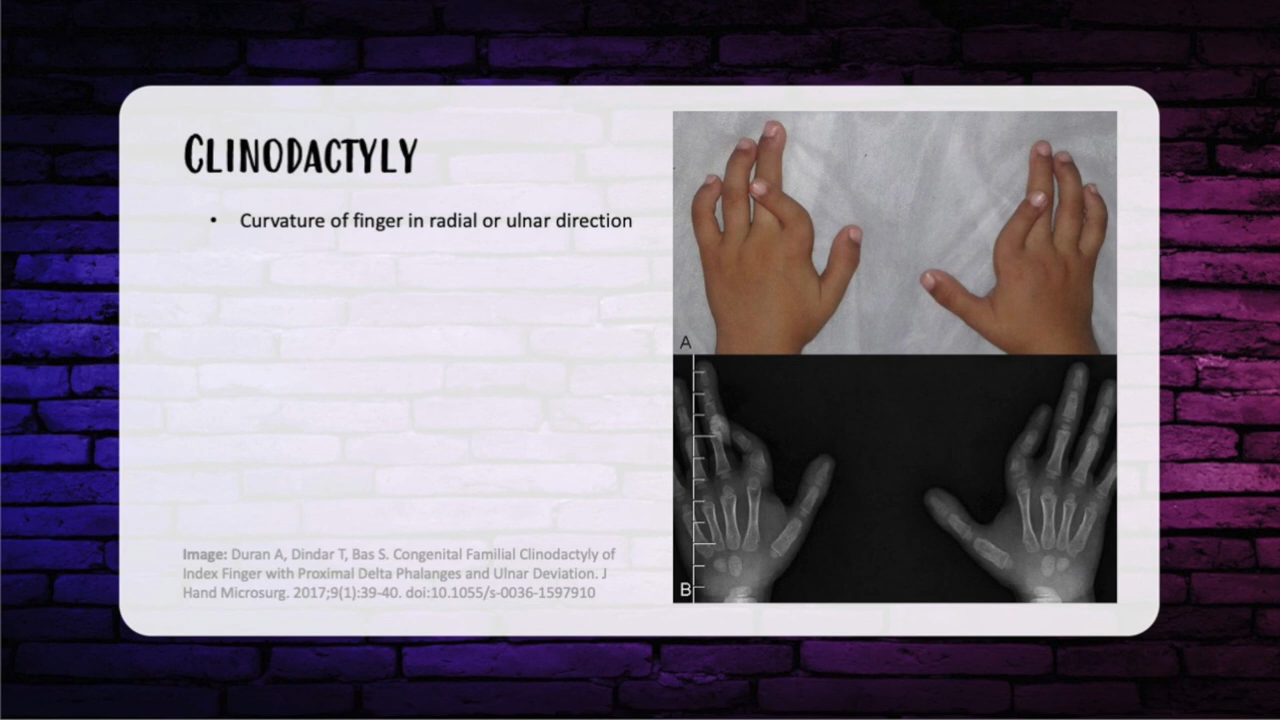 CLINODACTYLY
• Curvature of finger in radial or ulnar direction
A
B
Image: Duran A, Dindar T, Bas S. Congenital Familial Clinodactyly of
Index Finger with Proximal Delta Phalanges and Ulnar Deviation. J
Hand Microsurg. 2017;9(1):39-40. doi:10.1055/s-0036-1597910